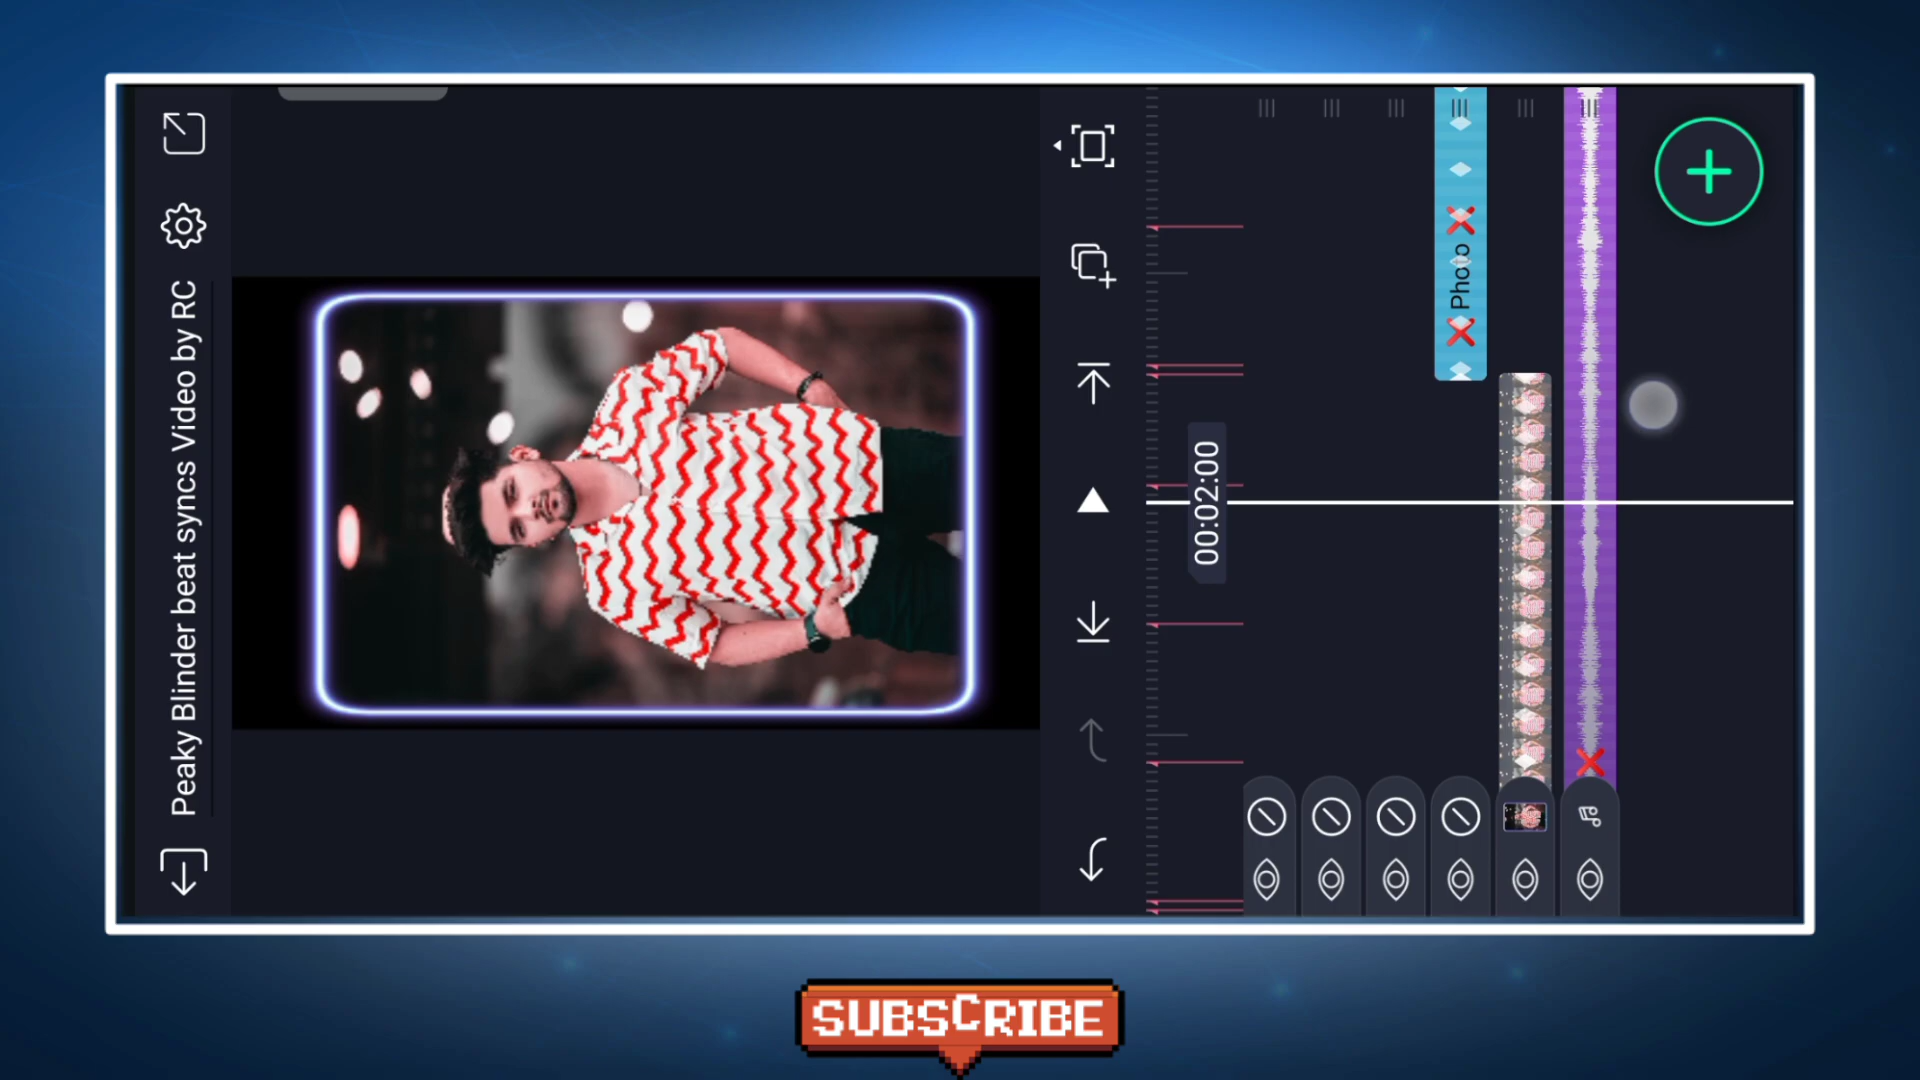 Peaky Blinder beat syncs Video by RC
00:02:00
❌ Photo ❌
❌
SUBSCRIBE